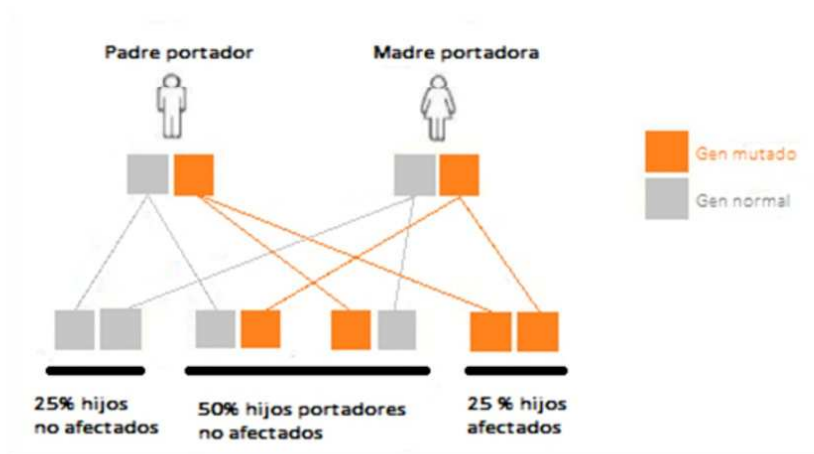 Padre portador
Madre portadora
Gen mutado
Gen normal
25% hijos
no afectados
50% hijos portadores
no afectados
25 % hijos
afectados